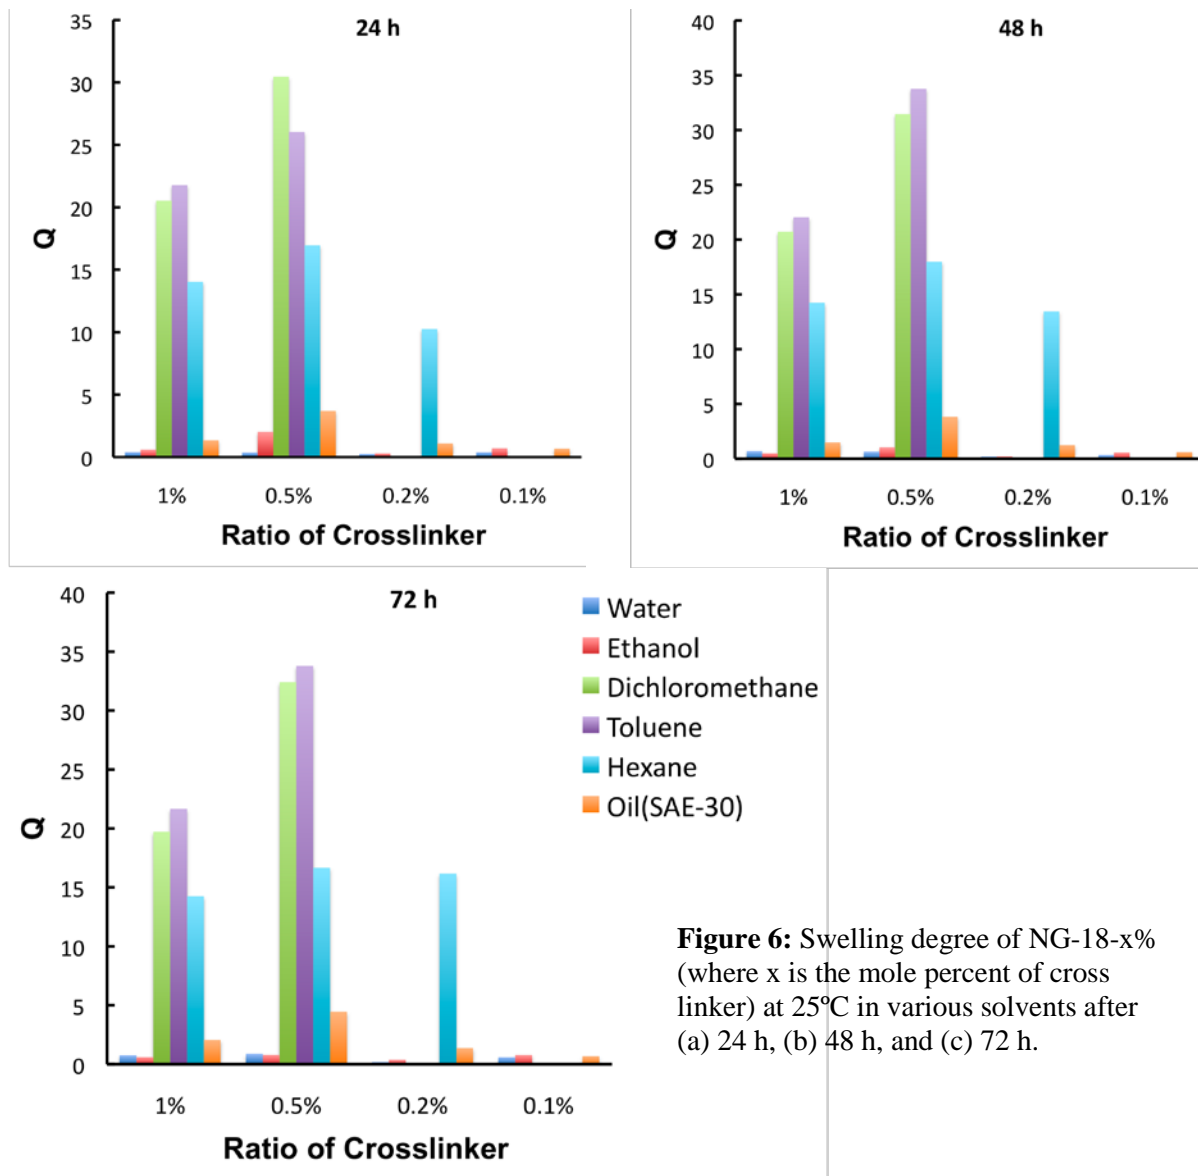 24 h
35
30
25
20
15
10
5
0
Q
1% 0.5% 0.2% 0.1%
Ratio of Crosslinker
48 h
40
35
30
25
20
15
10
5
0
Q
1% 0.5% 0.2% 0.1%
Ratio of Crosslinker
72 h
40
35
30
25
20
15
10
5
0
Q
1% 0.5% 0.2% 0.1%
Ratio of Crosslinker
Water
Ethanol
Dichloromethane
Toluene
Hexane
Oil(SAE-30)
Figure 6: Swelling degree of NG-18-x%
(where x is the mole percent of cross
linker) at 25ºC in various solvents after
(a) 24 h, (b) 48 h, and (c) 72 h.